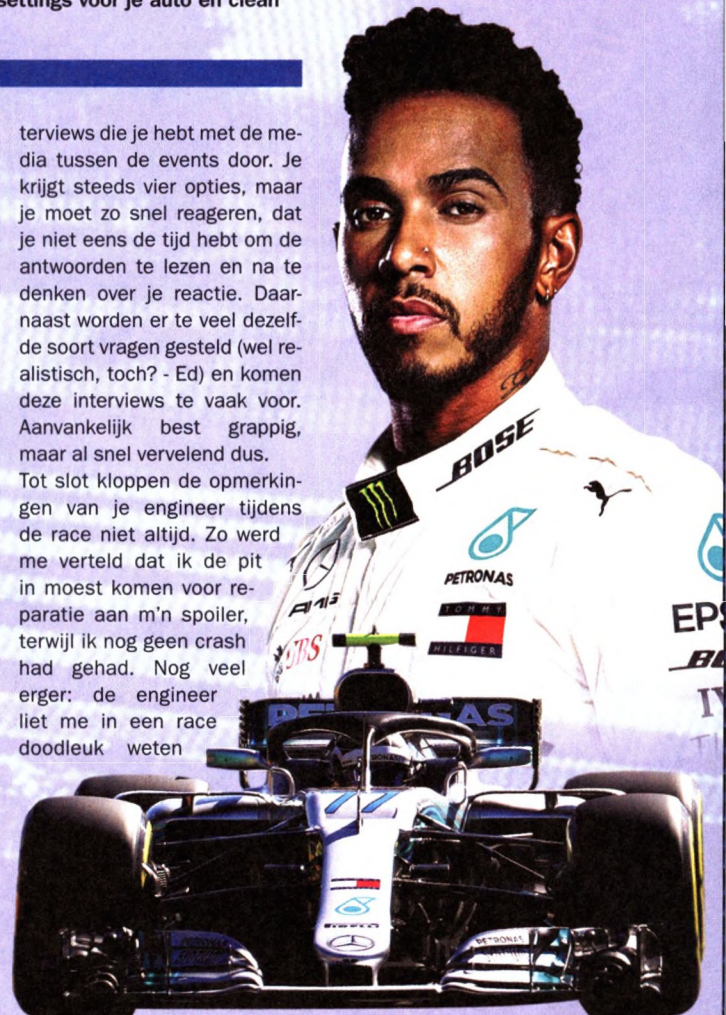 settings voor je auto en clean
terviews die je hebt met de me-
dia tussen de events door. Je
krijgt steeds vier opties, maar
je moet zo snel reageren, dat
je niet eens de tijd hebt om de
antwoorden te lezen en na te
denken over je reactie. Daar-
naast worden er te veel dezelf-
de soort vragen gesteld (wel re-
alistisch, toch? - Ed) en komen
deze interviews te vaak voor.
Aanvankelijk best grappig,
maar al snel vervelend dus.
Tot slot kloppen de opmerkin-
gen van je engineer tijdens
de race niet altijd. Zo werd
me verteld dat ik de pit
in moest komen voor re-
paratie aan m'n spoiler,
terwijl ik nog geen crash
had gehad. Nog veel
erger: de engineer
liet me in een race
doodleuk weten
BOSE
PETRONAS
AMG
TOMMY
HILFIGER
UBS
EPS
PETRONAS
77
PIRELLI
PETRONAS